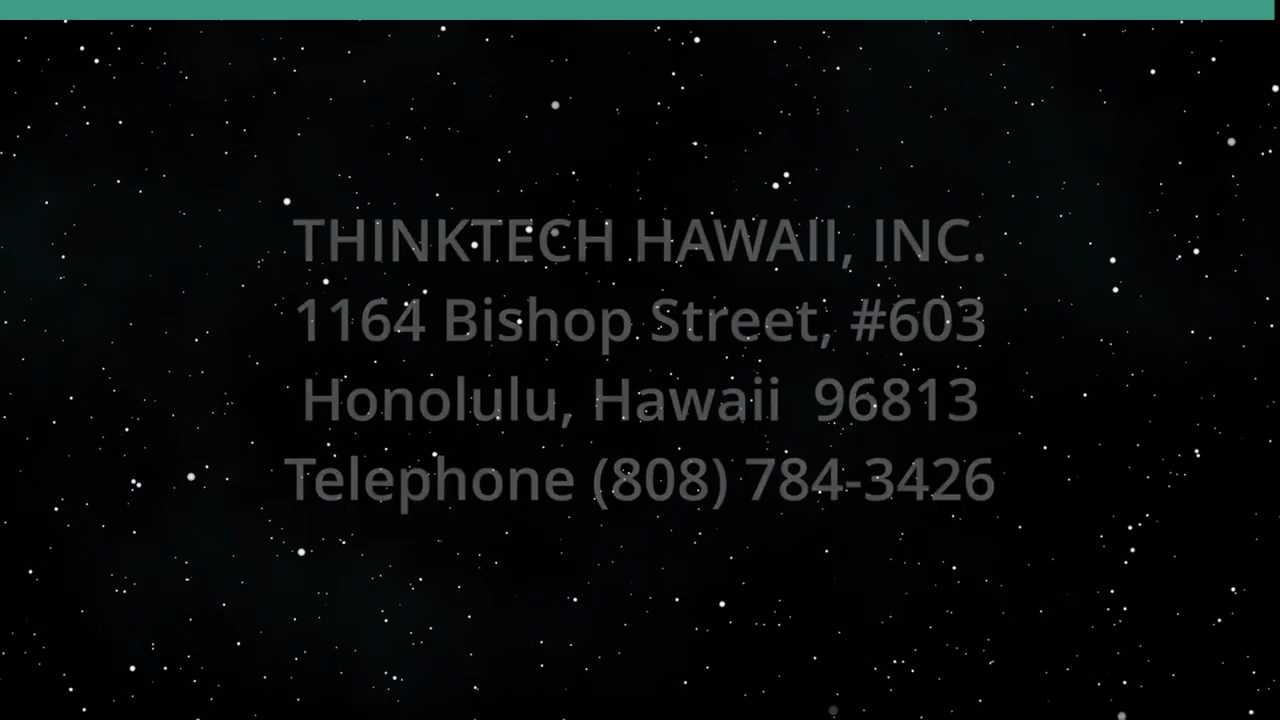 THINKTECH HAWAII, INC.
1164 Bishop Street, #603
Honolulu, Hawaii  96813
Telephone (808) 784-3426